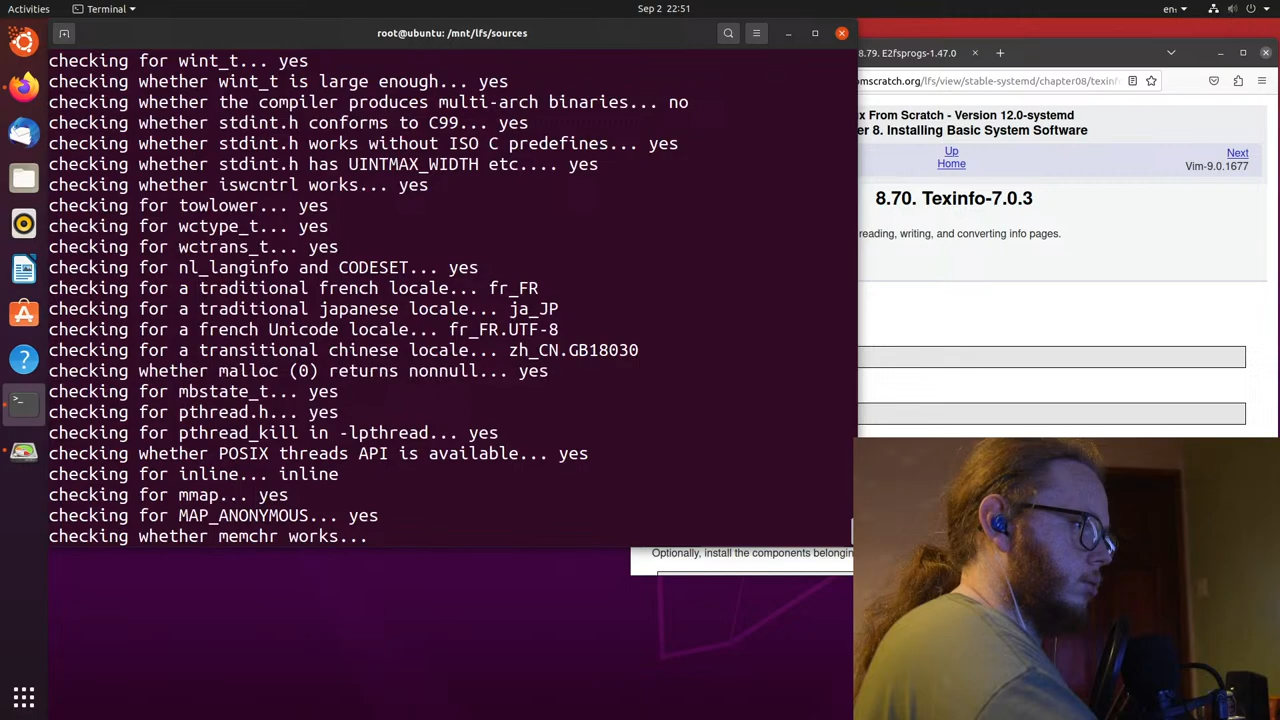 Activities
Terminal
Sep 2 22:51
en
root@ubuntu: /mnt/lfs/sources
checking for wint_t... yes
checking whether wint_t is large enough... yes
checking whether the compiler produces multi-arch binaries... no
checking whether stdint.h conforms to C99... yes
checking whether stdint.h works without ISO C predefines... yes
checking whether stdint.h has UINTMAX_WIDTH etc.... yes
checking whether iswcntrl works... yes
checking for towlower... yes
checking for wctype_t... yes
checking for wctrans_t... yes
checking for nl_langinfo and CODESET... yes
checking for a traditional french locale... fr_FR
checking for a traditional japanese locale... ja_JP
checking for a french Unicode locale... fr_FR.UTF-8
checking for a transitional chinese locale... zh_CN.GB18030
checking whether malloc (0) returns nonnull... yes
checking for mbstate_t... yes
checking for pthread.h... yes
checking for pthread_kill in -lpthread... yes
checking whether POSIX threads API is available... yes
checking for inline... inline
checking for mmap... yes
checking for MAP_ANONYMOUS... yes
checking whether memchr works...
8.79. E2fsprogs-1.47.0
omscratch.org/lfs/view/stable-systemd/chapter08/texinf
ux From Scratch - Version 12.0-systemd
er 8. Installing Basic System Software
Up
Home
Next
Vim-9.0.1677
8.70. Texinfo-7.0.3
reading, writing, and converting info pages.
Optionally, install the components belonging